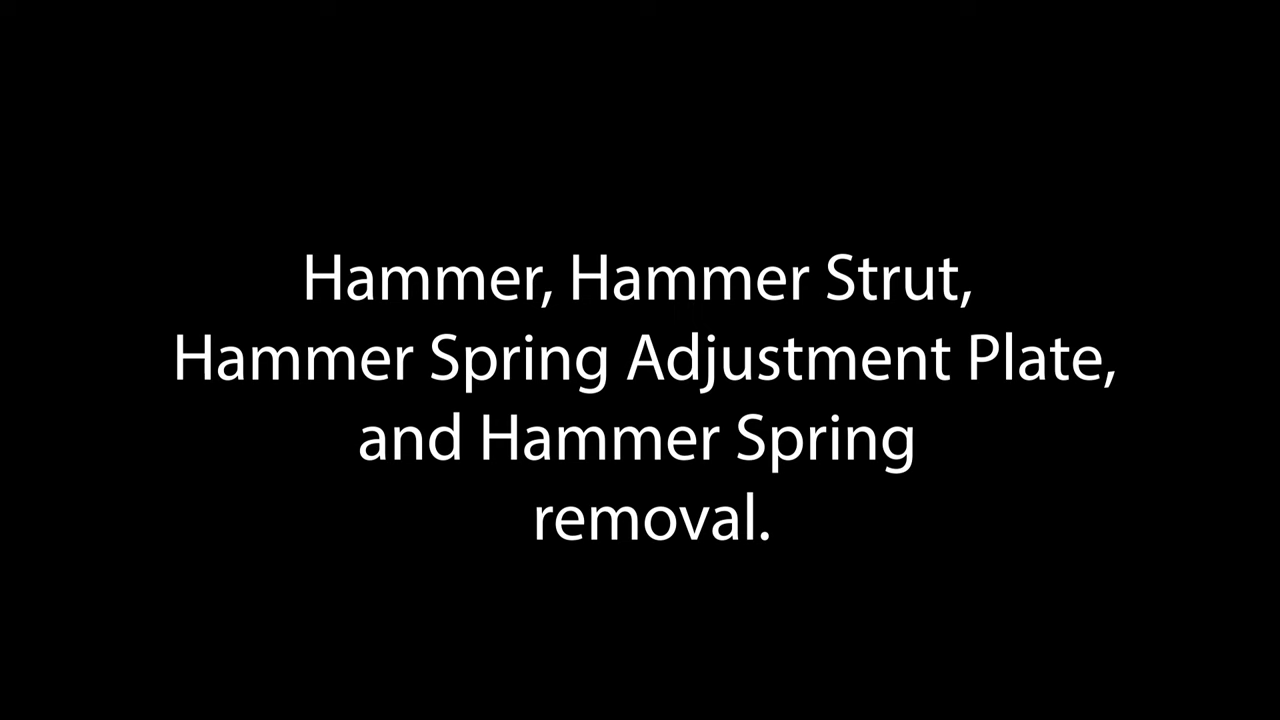 Hammer, Hammer Strut,
Hammer Spring Adjustment Plate,
and Hammer Spring
removal.